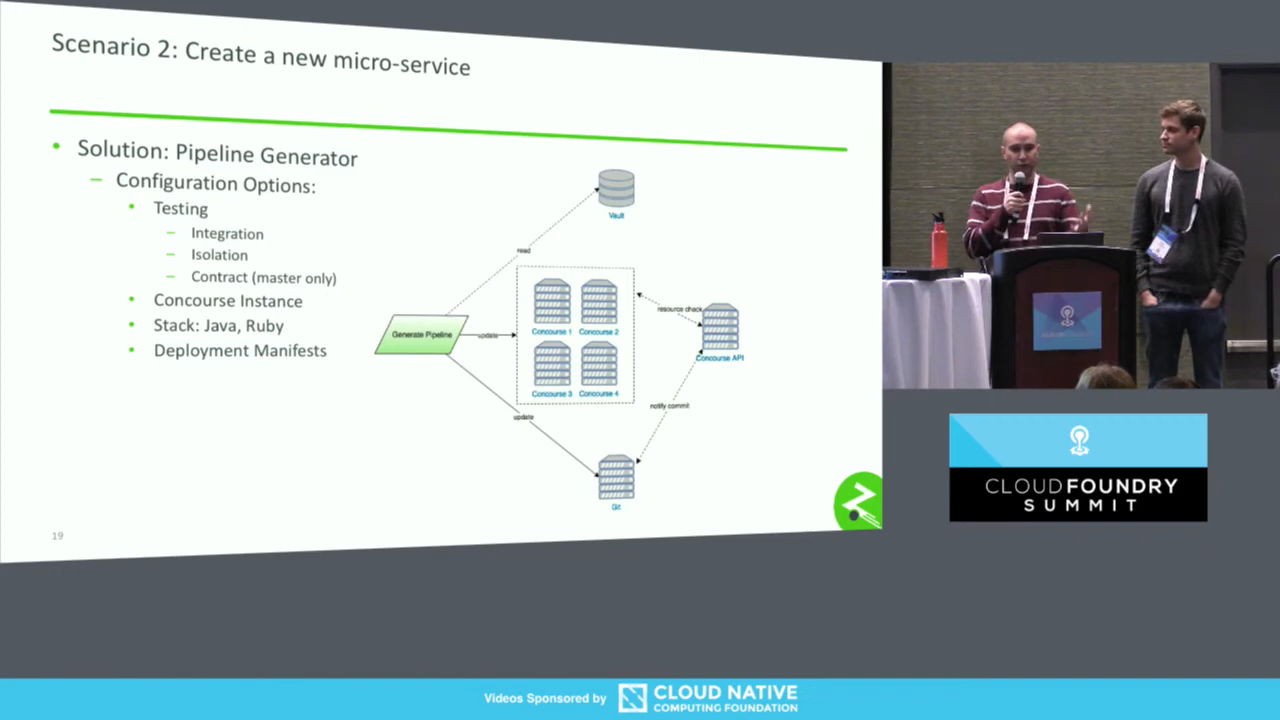 Scenario 2: Create a new micro-service
• Solution: Pipeline Generator
– Configuration Options:
• Testing
– Integration
– Isolation
– Contract (master only)
• Concourse Instance
• Stack: Java, Ruby
• Deployment Manifests
Vault
read
Generate Pipeline
update
Concourse 1
Concourse 2
Concourse 3
Concourse 4
resource check
Concourse API
notify commit
update
Git
19
CLOUD FOUNDRY
SUMMIT
Videos Sponsored by
CLOUD NATIVE
COMPUTING FOUNDATION